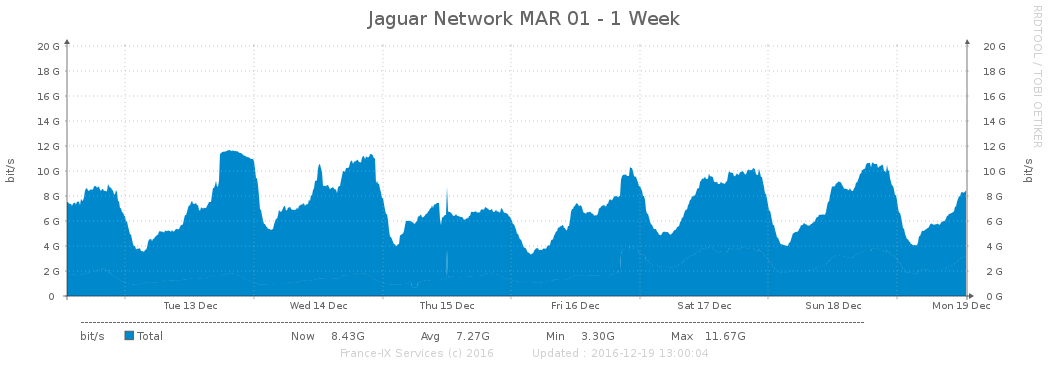 Jaguar Network MAR 01 - 1 Week
RRDTOOL / TOBI OETIKER
bit/s
bit/s
20 G 20 G
18 G 18 G
16 G 16 G
14 G 14 G
12 G 12 G
10 G 10 G
8 G 8 G
6 G 6 G
4 G 4 G
2 G 2 G
0 0 G
Tue 13 Dec Wed 14 Dec Thu 15 Dec Fri 16 Dec Sat 17 Dec Sun 18 Dec Mon 19 Dec
bit/s Total Now 8.43G Avg 7.27G Min 3.30G Max 11.67G
France-IX Services (c) 2016 Updated : 2016-12-19 13:00:04